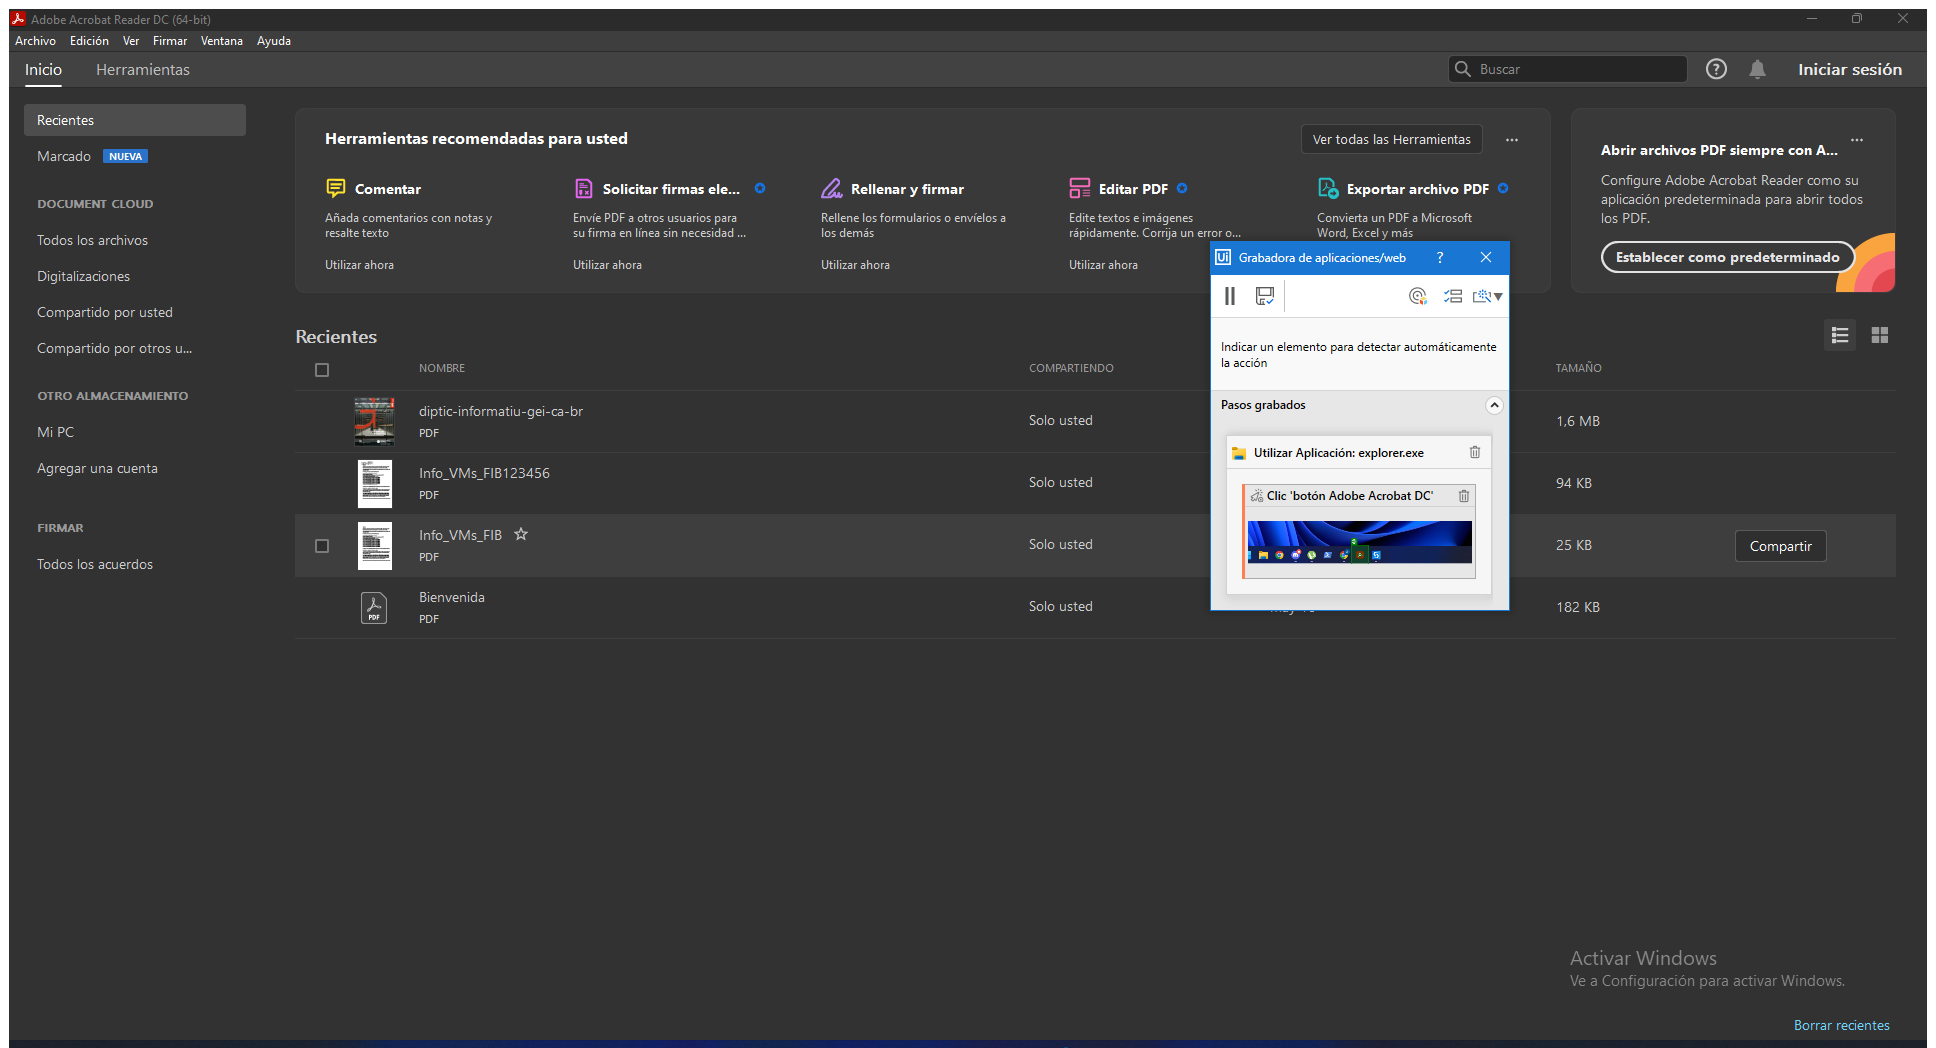 Adobe Acrobat Reader DC (64-bit)
Archivo Edición Ver Firmar Ventana Ayuda
Inicio Herramientas Buscar Iniciar sesión
Recientes
Marcado NUEVA
DOCUMENT CLOUD
Todos los archivos
Digitalizaciones
Compartido por usted
Compartido por otros u...
OTRO ALMACENAMIENTO
Mi PC
Agregar una cuenta
FIRMAR
Todos los acuerdos
Herramientas recomendadas para usted
Ver todas las Herramientas
Comentar
Añada comentarios con notas y
resalte texto
Utilizar ahora
Solicitar firmas ele...
Envíe PDF a otros usuarios para
su firma en línea sin necesidad ...
Utilizar ahora
Rellenar y firmar
Rellene los formularios o envíelos a
los demás
Utilizar ahora
Editar PDF
Edite textos e imágenes
rápidamente. Corrija un error o...
Utilizar ahora
Exportar archivo PDF
Convierta un PDF a Microsoft
Word, Excel y más
Abrir archivos PDF siempre con A...
Configure Adobe Acrobat Reader como su
aplicación predeterminada para abrir todos
los PDF.
Establecer como predeterminado
Recientes
NOMBRE COMPARTIENDO TAMAÑO
diptic-informatiu-gei-ca-br
PDF
Solo usted 1,6 MB
Info_VMs_FIB123456
PDF
Solo usted 94 KB
Info_VMs_FIB
PDF
Solo usted 25 KB Compartir
PDF
Bienvenida
PDF
Solo usted 182 KB
Ui Grabadora de aplicaciones/web ?
Indicar un elemento para detectar automáticamente
la acción
Pasos grabados
Utilizar Aplicación: explorer.exe
Clic 'botón Adobe Acrobat DC'
Activar Windows
Ve a Configuración para activar Windows.
Borrar recientes